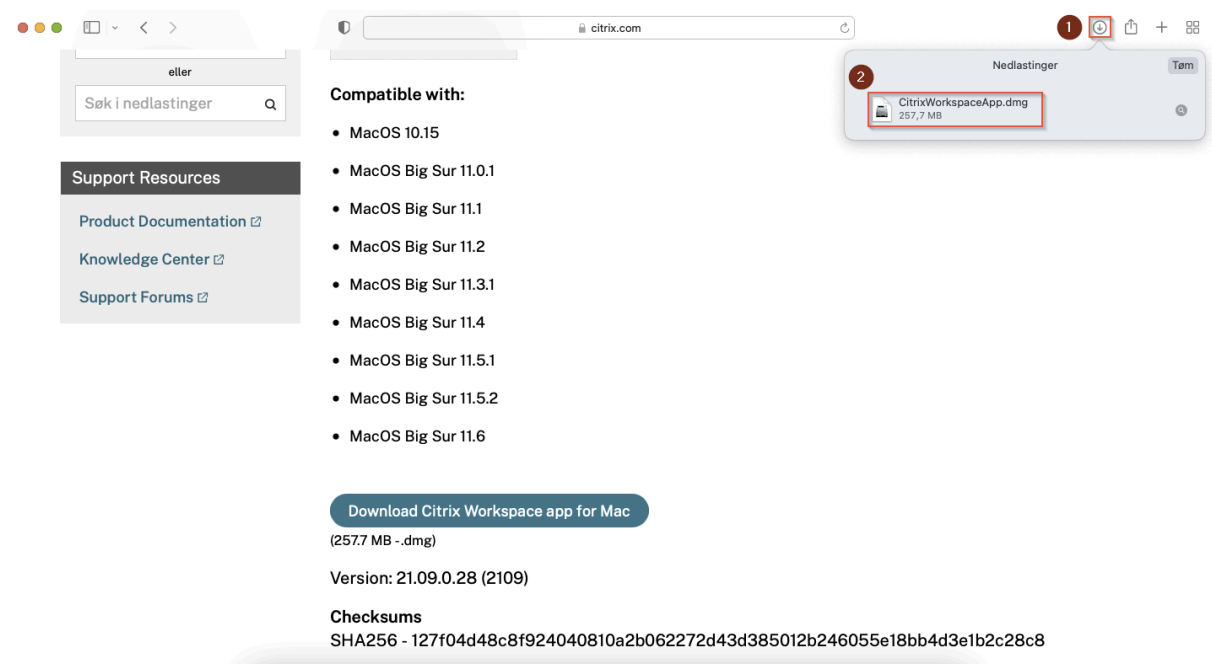 citrix.com
1
Nedlastinger
Tøm
2
CitrixWorkspaceApp.dmg
257,7 MB
eller
Søk i nedlastinger
Support Resources
Product Documentation
Knowledge Center
Support Forums
Compatible with:
• MacOS 10.15
• MacOS Big Sur 11.0.1
• MacOS Big Sur 11.1
• MacOS Big Sur 11.2
• MacOS Big Sur 11.3.1
• MacOS Big Sur 11.4
• MacOS Big Sur 11.5.1
• MacOS Big Sur 11.5.2
• MacOS Big Sur 11.6
Download Citrix Workspace app for Mac
(257.7 MB - .dmg)
Version: 21.09.0.28 (2109)
Checksums
SHA256 - 127f04d48c8f924040810a2b062272d43d385012b246055e18bb4d3e1b2c28c8